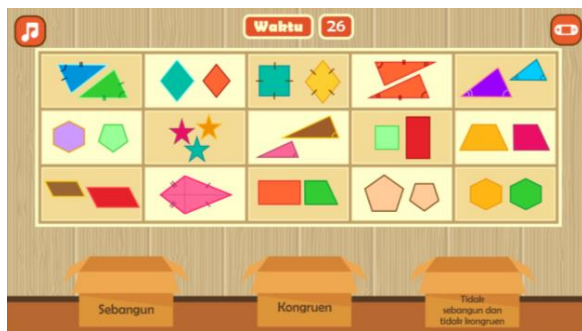 Waktu 26
Sebangun
Kongruen
Tidak
sebangun dan
tidak kongruen